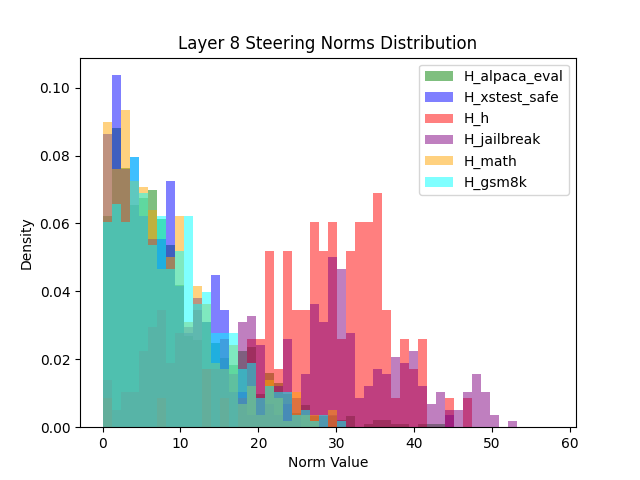 Layer 8 Steering Norms Distribution
H_alpaca_eval
H_xstest_safe
H_h
H_jailbreak
H_math
H_gsm8k
Density
0.10
0.08
0.06
0.04
0.02
0.00
0 10 20 30 40 50 60
Norm Value